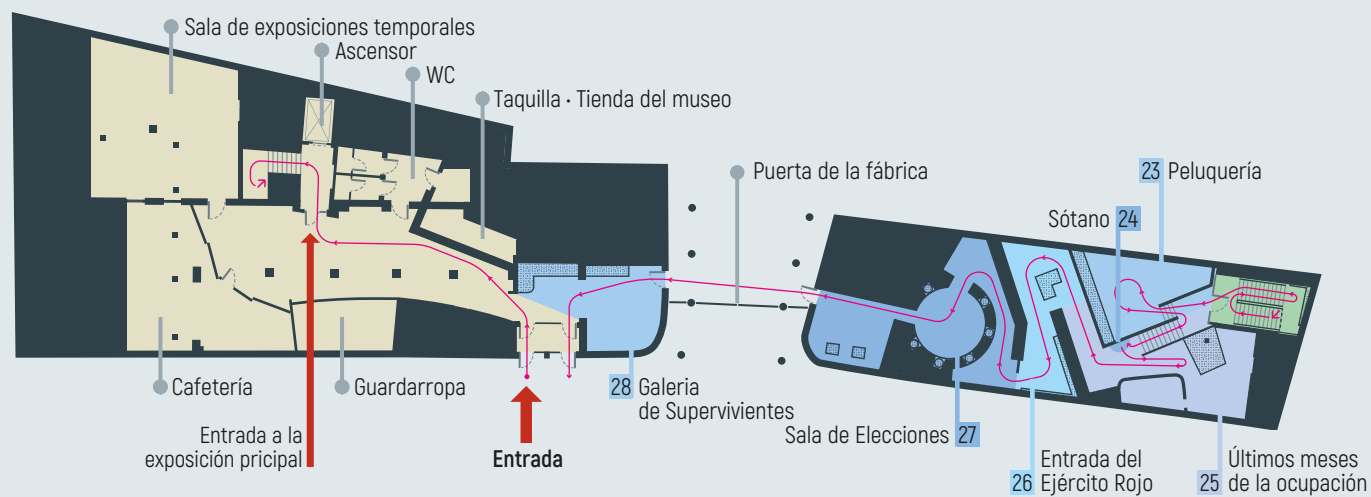 Sala de exposiciones temporales
Ascensor
WC
Taquilla · Tienda del museo
Puerta de la fábrica
23 Peluquería
Sótano 24
Cafetería
Guardarropa
28 Galeria
de Supervivientes
Sala de Elecciones 27
Entrada a la
exposición pricipal
Entrada
Entrada del
26 Ejército Rojo
Últimos meses
25 de la ocupación